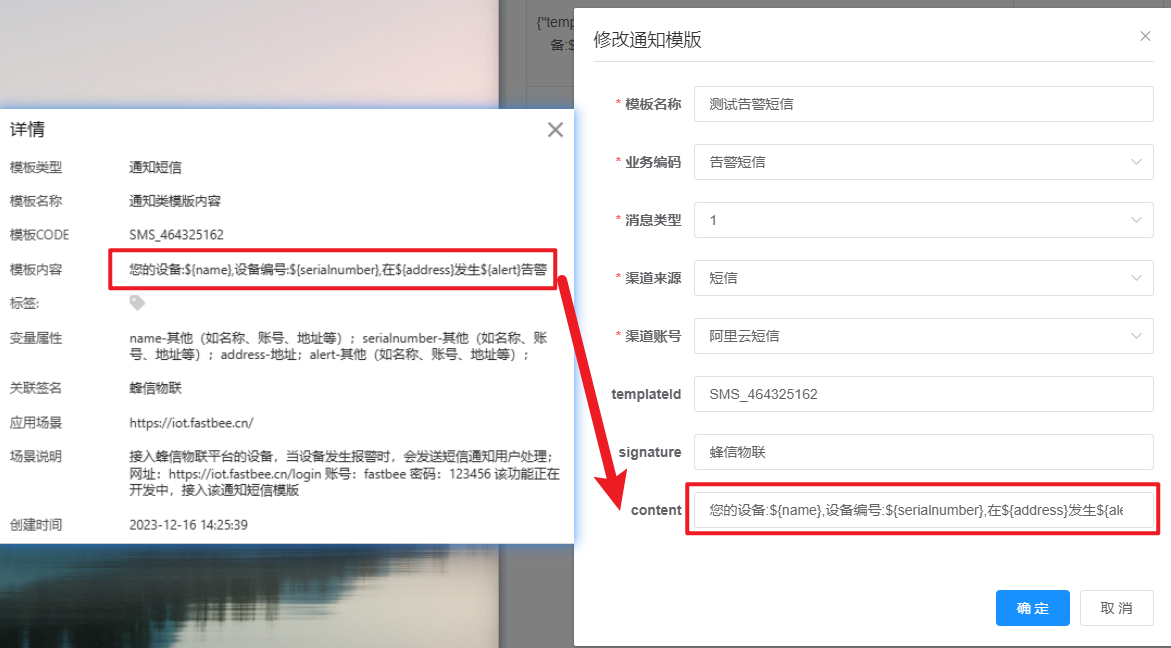 {"temp
备:$
详情
模板类型 通知短信
模板名称 通知类模版内容
模板CODE SMS_464325162
模板内容 您的设备:${name},设备编号:${serialnumber},在${address}发生${alert}告警
标签:
变量属性 name-其他（如名称、账号、地址等）；serialnumber-其他（如名称、账
号、地址等）；address-地址；alert-其他（如名称、账号、地址等）；
关联签名 蜂信物联
应用场景 https://iot.fastbee.cn/
场景说明 接入蜂信物联平台的设备，当设备发生报警时，会发送短信通知用户处理；
网址：https://iot.fastbee.cn/login 账号：fastbee 密码：123456 该功能正在
开发中，接入该通知短信模版
创建时间 2023-12-16 14:25:39
修改通知模版
* 模板名称 测试告警短信
* 业务编码 告警短信
* 消息类型 1
* 渠道来源 短信
* 渠道账号 阿里云短信
templateId SMS_464325162
signature 蜂信物联
content 您的设备:${name},设备编号:${serialnumber},在${address}发生${ale
确 定 取 消